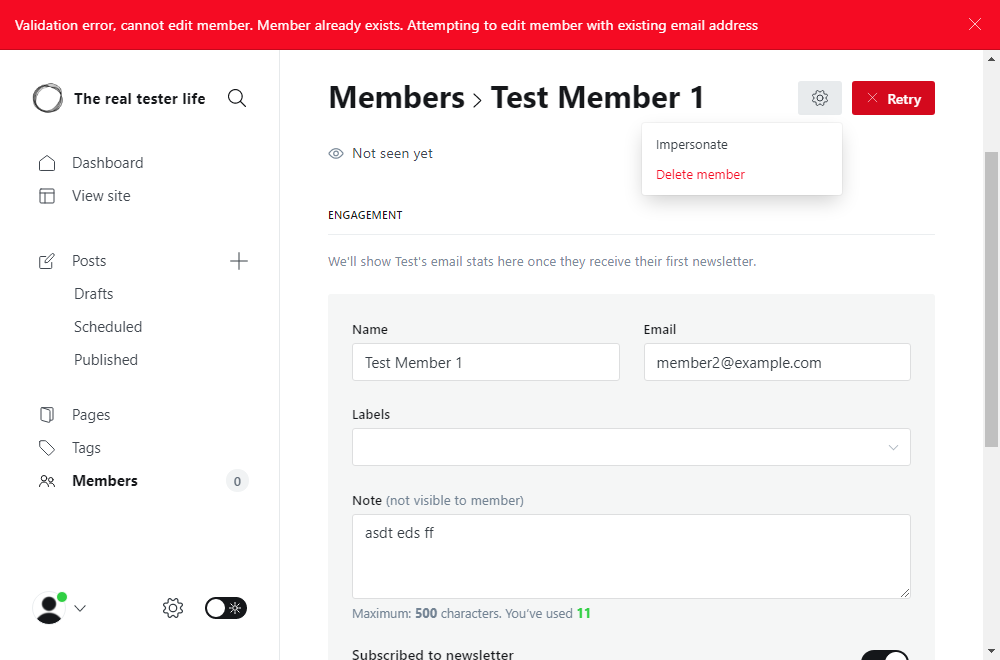 Validation error, cannot edit member. Member already exists. Attempting to edit member with existing email address
The real tester life
Dashboard
View site
Posts
Drafts
Scheduled
Published
Pages
Tags
Members 0
Members > Test Member 1
Retry
Impersonate
Delete member
Not seen yet
ENGAGEMENT
We'll show Test's email stats here once they receive their first newsletter.
Name
Email
Test Member 1
member2@example.com
Labels
Note (not visible to member)
asdt eds ff
Maximum: 500 characters. You've used 11
Subscribed to newsletter